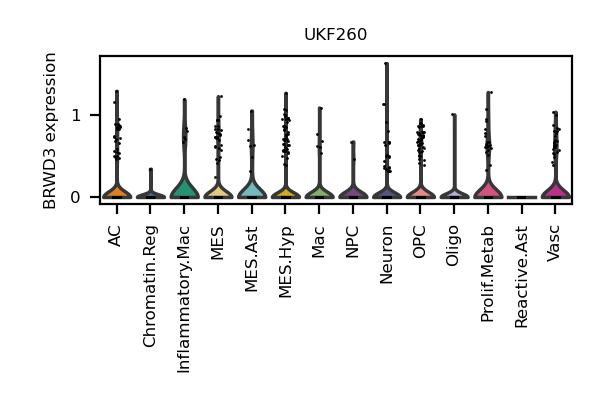 UKF260
BRWD3 expression
1
0
AC
Chromatin.Reg
Inflammatory.Mac
MES
MES.Ast
MES.Hyp
Mac
NPC
Neuron
OPC
Oligo
Prolif.Metab
Reactive.Ast
Vasc